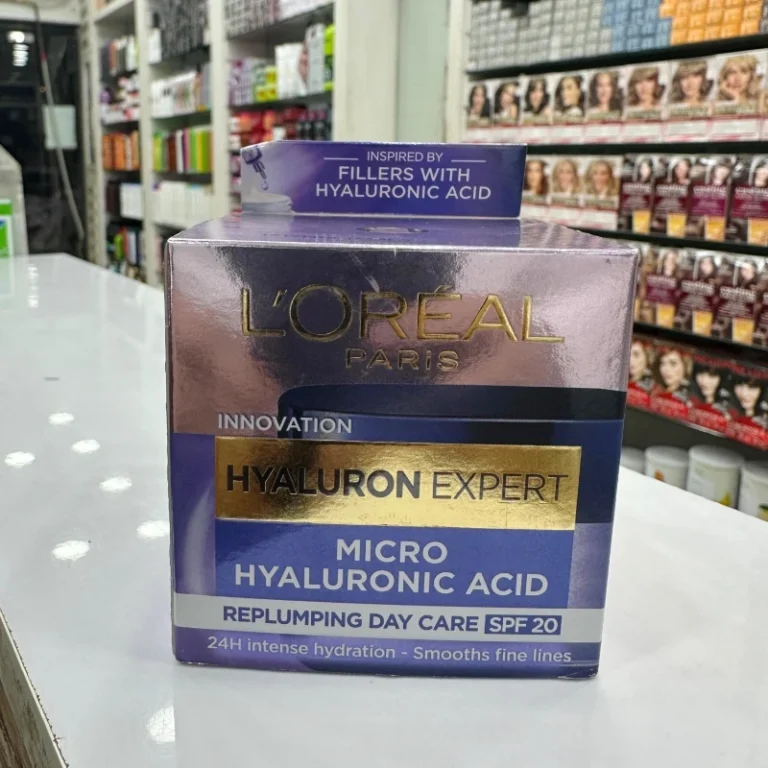 INSPIRED BY
FILLERS WITH
HYALURONIC ACID
L'ORÉAL
PARIS
INNOVATION
HYALURON EXPERT
MICRO
HYALURONIC ACID
REPLUMPING DAY CARE SPF 20
24H intense hydration - Smooths fine lines